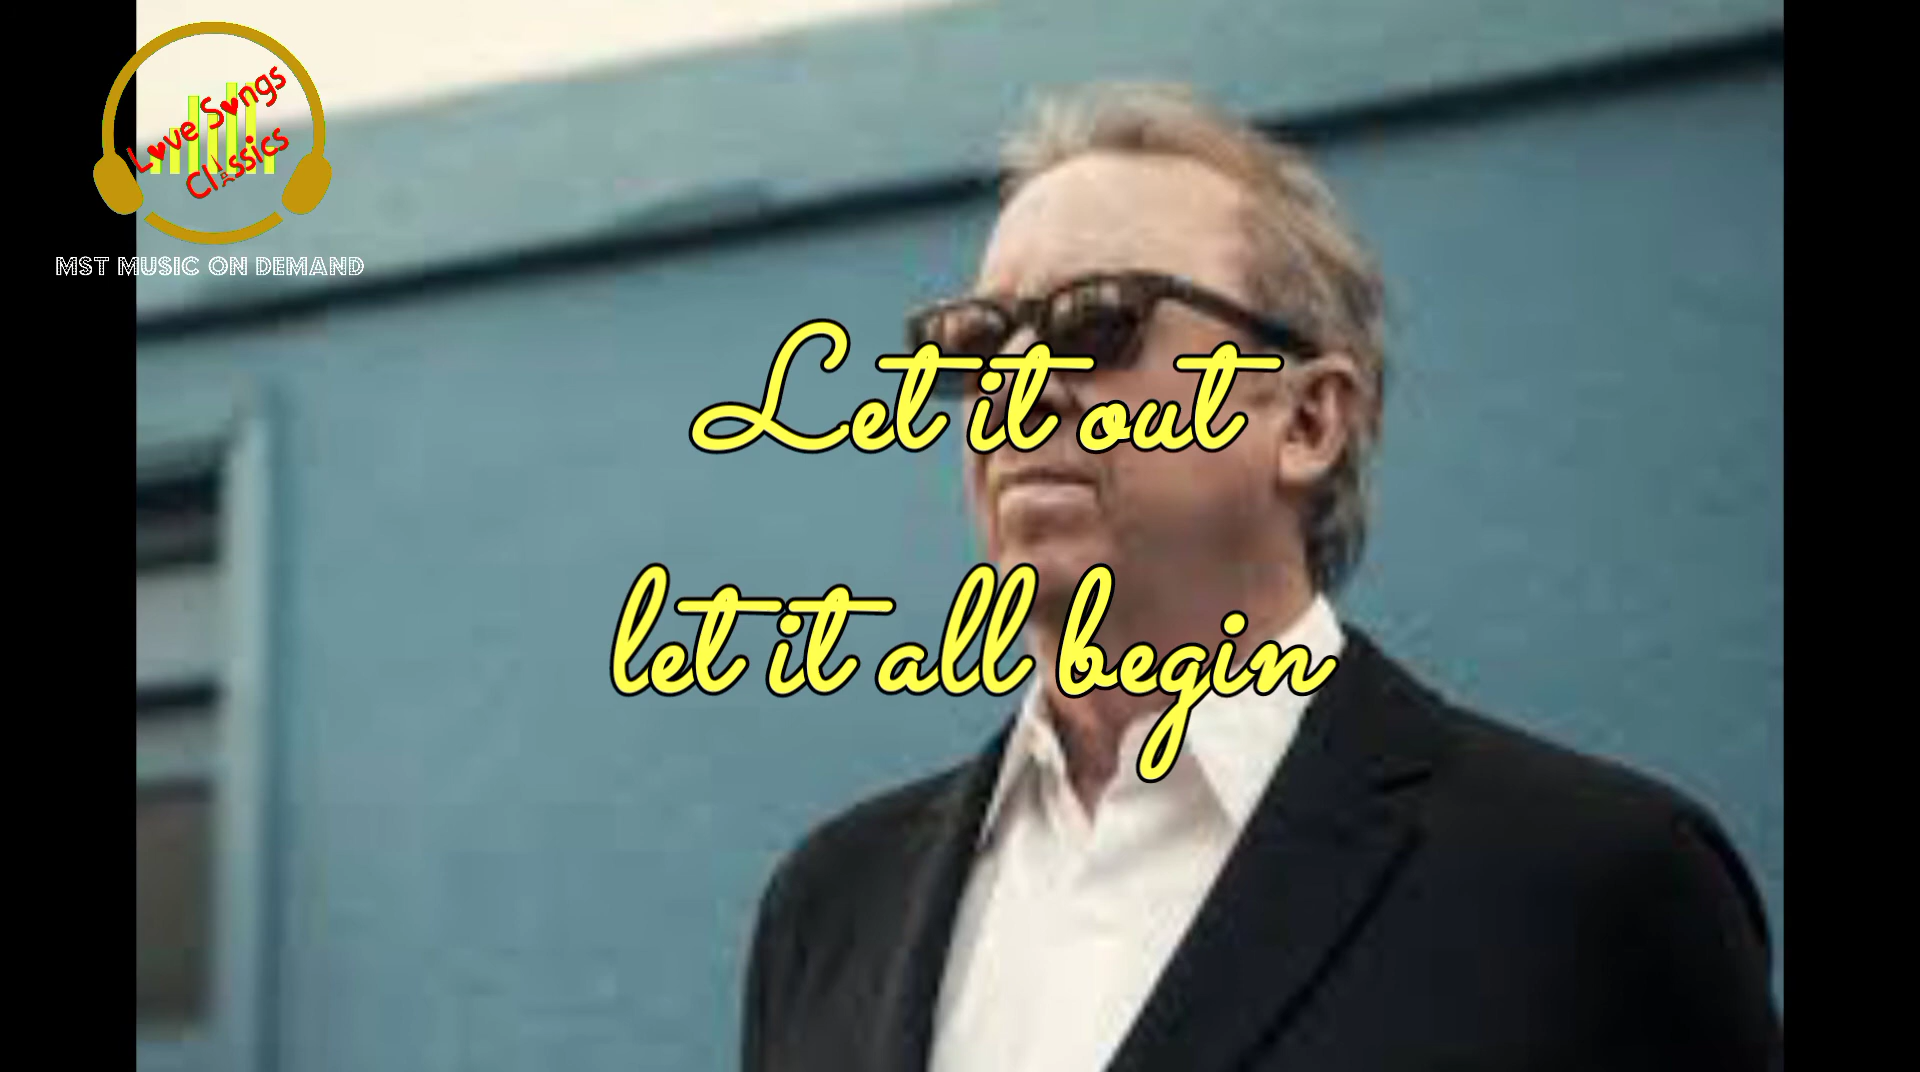 Love Songs
Classics
MST MUSIC ON DEMAND
Let it out
let it all begin